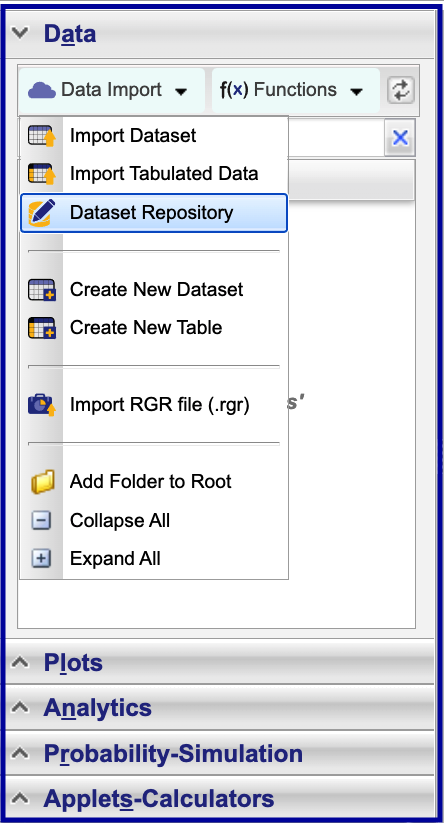 Data
Data Import f(x) Functions
Import Dataset
Import Tabulated Data
Dataset Repository
Create New Dataset
Create New Table
Import RGR file (.rgr)
s'
Add Folder to Root
Collapse All
Expand All
Plots
Analytics
Probability-Simulation
Applets-Calculators